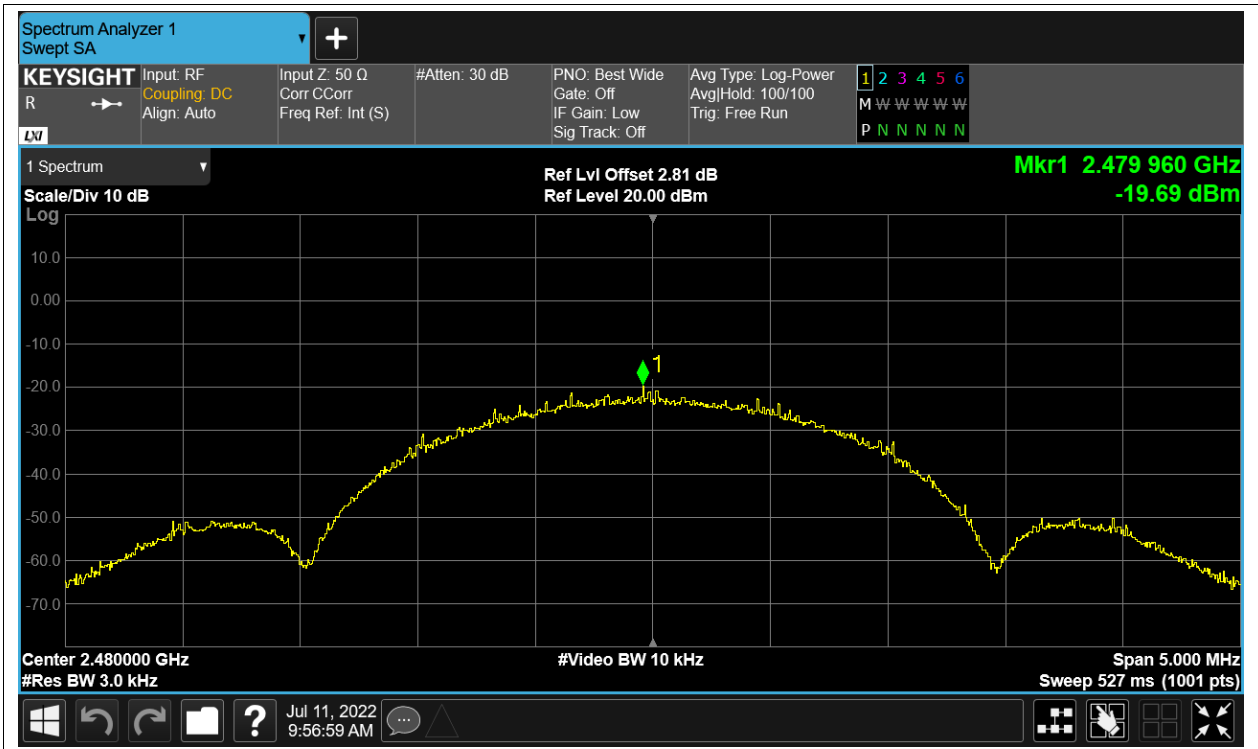 Spectrum Analyzer 1
Swept SA
+
KEYSIGHT
R
LXI
Input: RF
Coupling: DC
Align: Auto
Input Z: 50 Ω
Corr CCorr
Freq Ref: Int (S)
#Atten: 30 dB
PNO: Best Wide
Gate: Off
IF Gain: Low
Sig Track: Off
Avg Type: Log-Power
Avg|Hold: 100/100
Trig: Free Run
1 2 3 4 5 6
M W W W W W W
P N N N N N
1 Spectrum
Scale/Div 10 dB
Log
Ref Lvl Offset 2.81 dB
Ref Level 20.00 dBm
Mkr1 2.479 960 GHz
-19.69 dBm
10.0
0.00
-10.0
-20.0
-30.0
-40.0
-50.0
-60.0
-70.0
1
Center 2.480000 GHz
#Res BW 3.0 kHz
#Video BW 10 kHz
Span 5.000 MHz
Sweep 527 ms (1001 pts)
?
Jul 11, 2022
9:56:59 AM